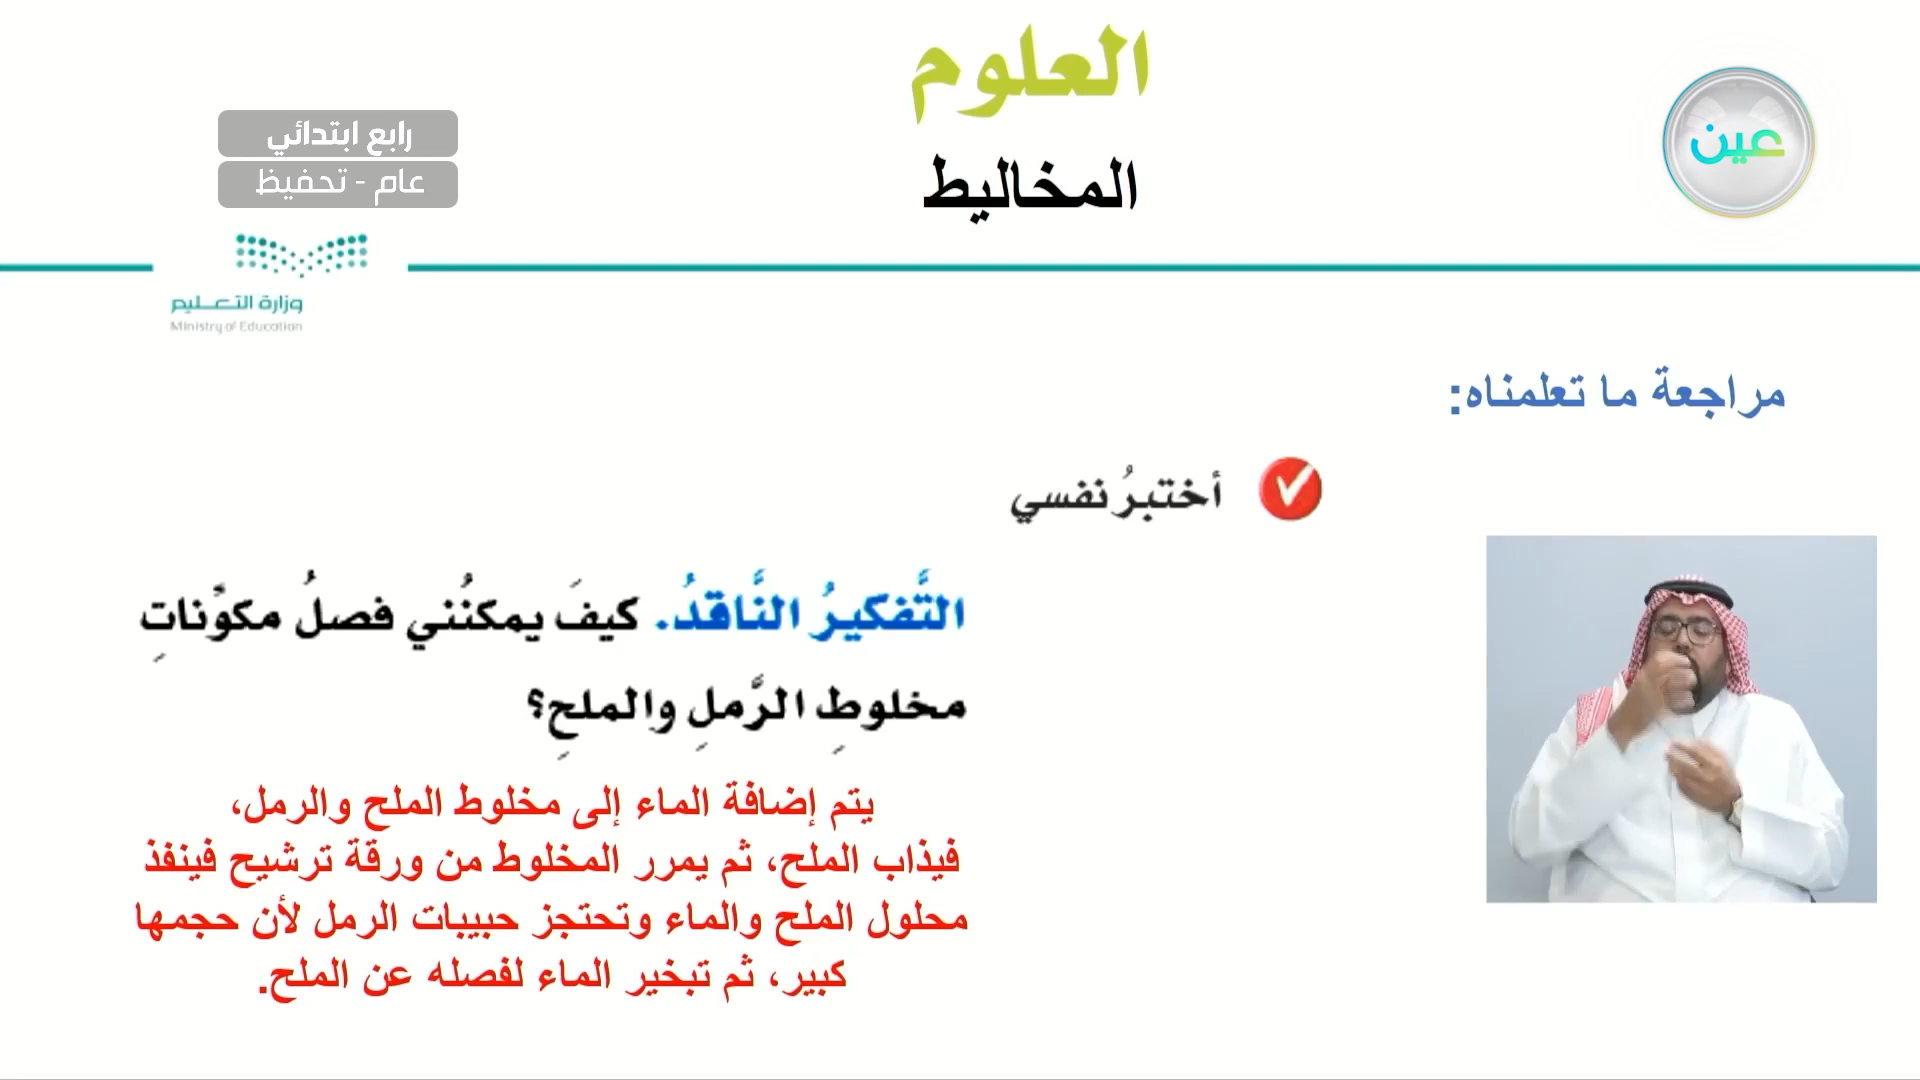 العلوم
المخاليط
عين
رابع ابتدائي
عام - تحفيظ
وزارة التعليم
Ministry of Education
مراجعة ما تعلمناه:
أختبرُ نفسي
التَّفكيرُ النَّاقدُ. كيفَ يمكنُني فصلُ مكوِّناتِ
مخلوطِ الرَّملِ والملحِ؟
يتم إضافة الماء إلى مخلوط الملح والرمل،
فيذاب الملح، ثم يمرر المخلوط من ورقة ترشيح فينفذ
محلول الملح والماء وتحتجز حبيبات الرمل لأن حجمها
كبير، ثم تبخير الماء لفصله عن الملح.